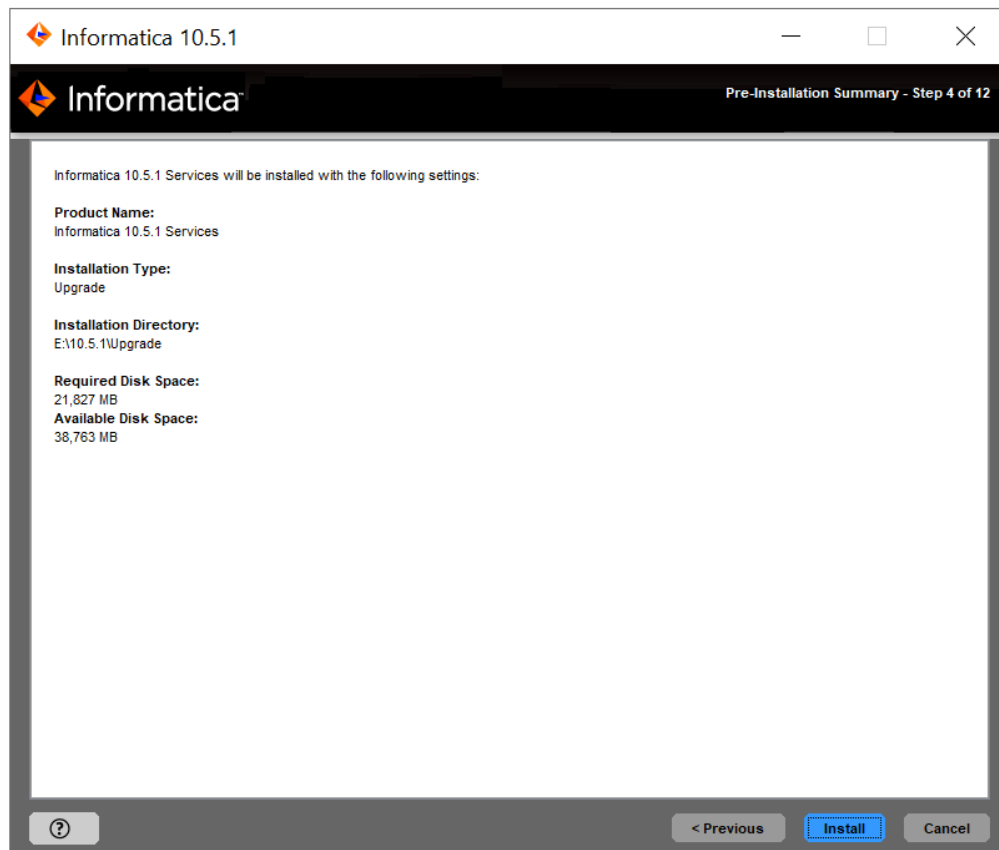 Informatica 10.5.1
Informatica™
Pre-Installation Summary - Step 4 of 12
Informatica 10.5.1 Services will be installed with the following settings:
Product Name:
Informatica 10.5.1 Services
Installation Type:
Upgrade
Installation Directory:
E:\10.5.1\Upgrade
Required Disk Space:
21,827 MB
Available Disk Space:
38,763 MB
?
< Previous
Install
Cancel